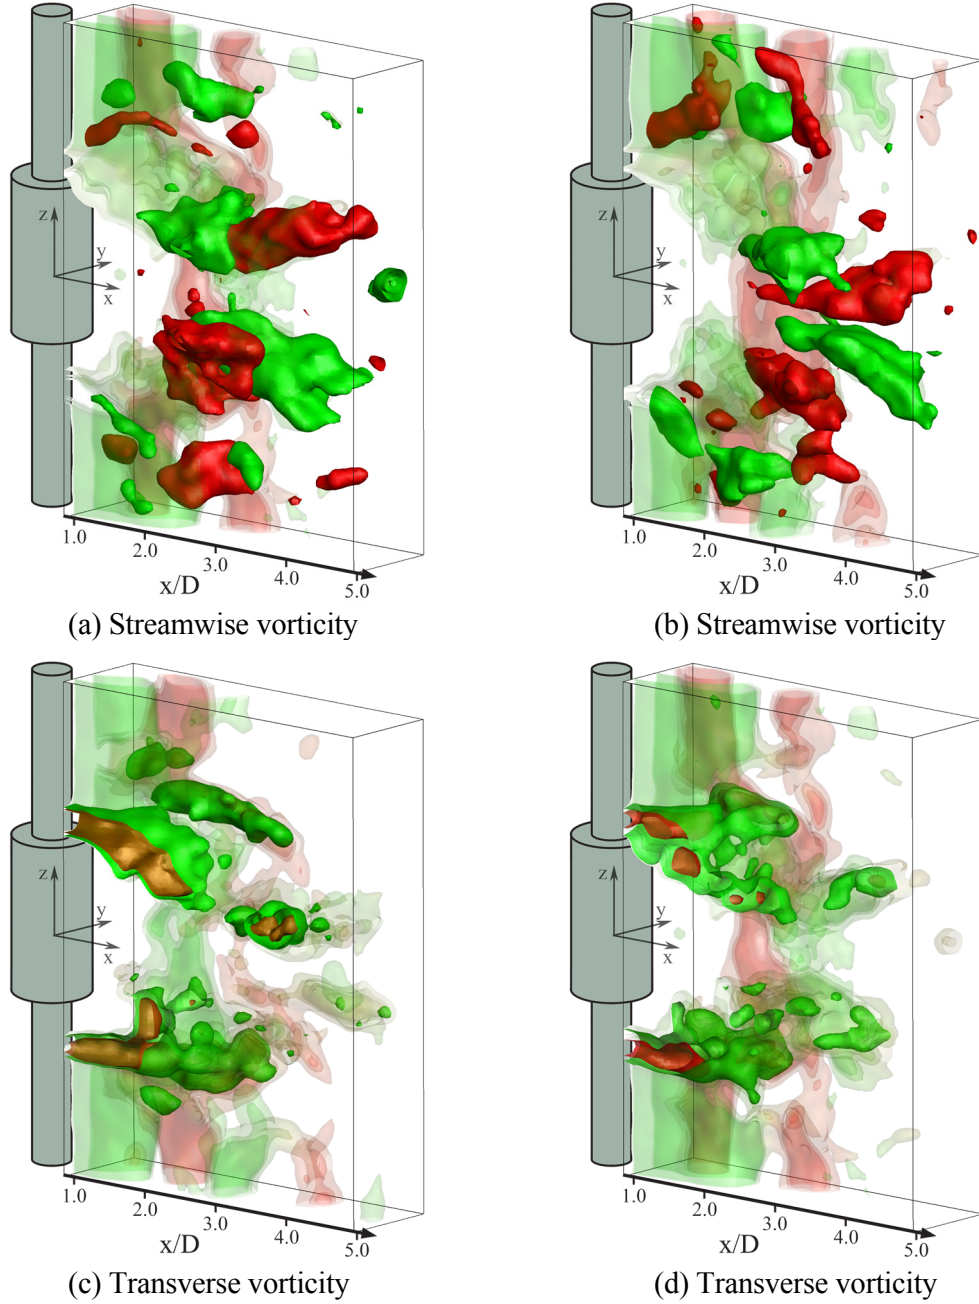 z
y
x
1.0
2.0
3.0
4.0
5.0
x/D
(a) Streamwise vorticity
z
y
x
1.0
2.0
3.0
4.0
5.0
x/D
(b) Streamwise vorticity
z
y
x
1.0
2.0
3.0
4.0
5.0
x/D
(c) Transverse vorticity
z
y
x
1.0
2.0
3.0
4.0
5.0
x/D
(d) Transverse vorticity